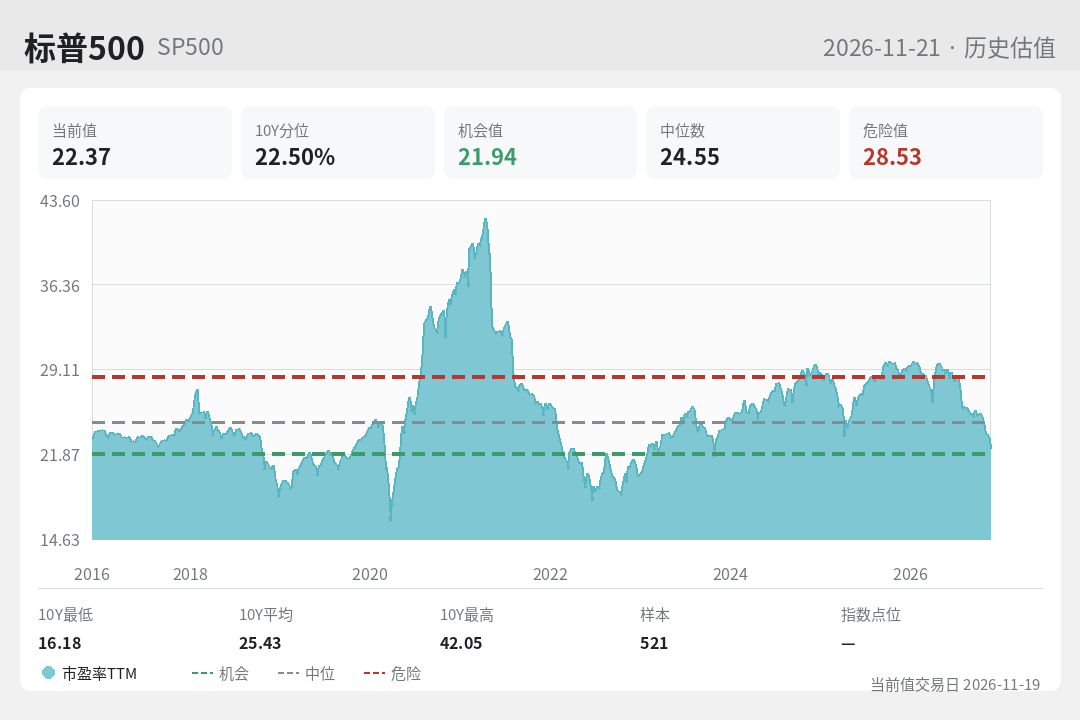 标普500 SP500 2026-11-21 · 历史估值
当前值 10Y分位 机会值 中位数 危险值
22.37 22.50% 21.94 24.55 28.53
43.60
36.36
29.11
21.87
14.63
2016 2018 2020 2022 2024 2026
10Y最低 10Y平均 10Y最高 样本 指数点位
16.18 25.43 42.05 521 —
市盈率TTM 机会 中位 危险
当前值交易日 2026-11-19